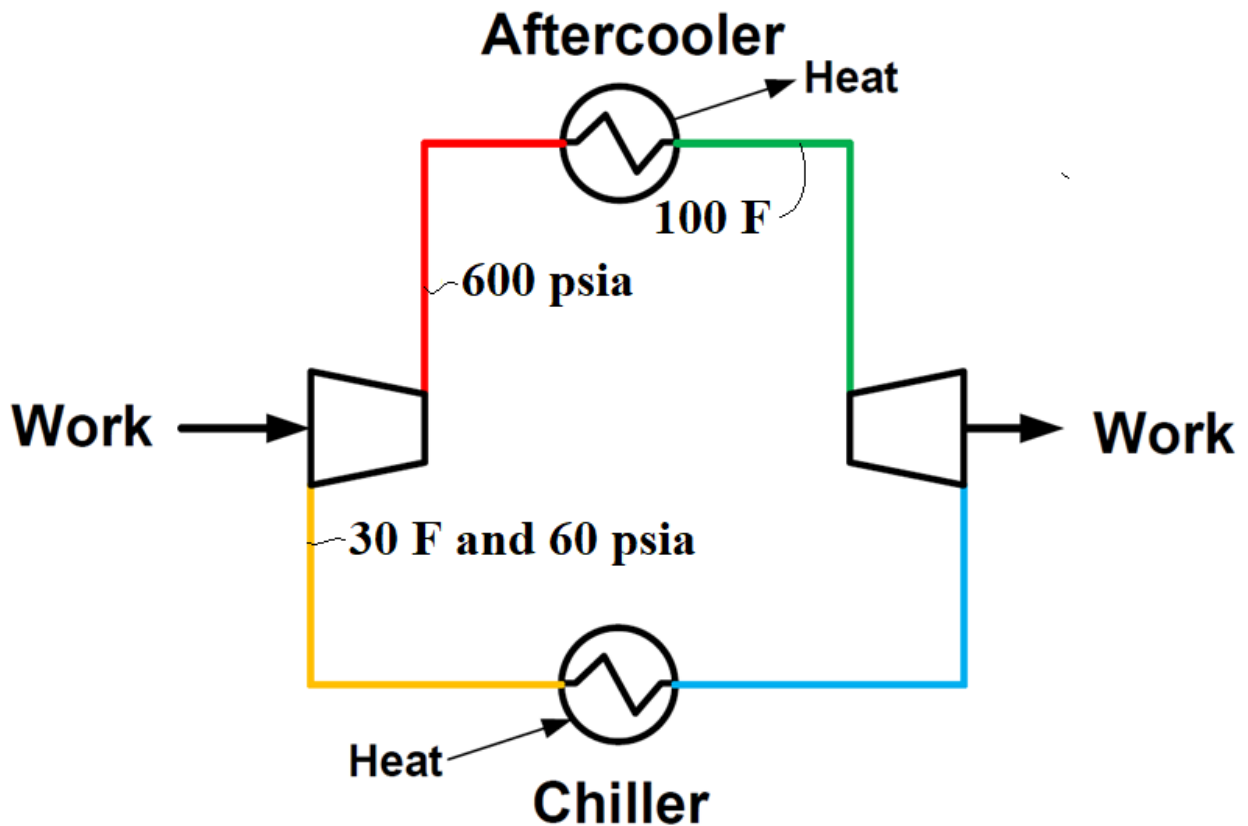 Aftercooler
Heat
100 F
600 psia
Work
Work
30 F and 60 psia
Heat
Chiller